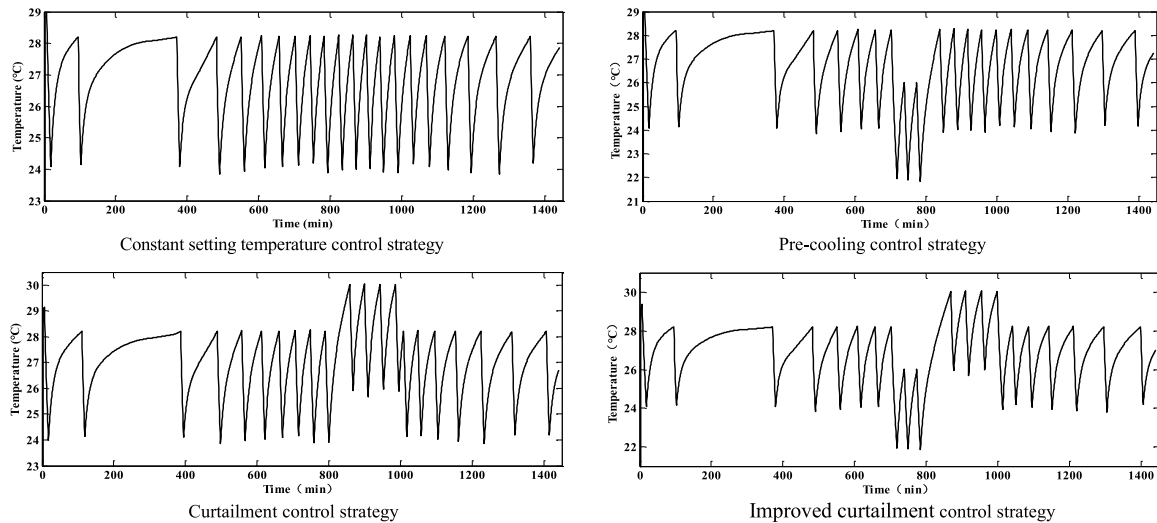 29
28
27
26
25
24
23
Temperature (°C)
0 200 400 600 800 1000 1200 1400
Time (min)
Constant setting temperature control strategy
29
28
27
26
25
24
23
22
21
Temperature (°C)
0 200 400 600 800 1000 1200 1400
Time (min)
Pre-cooling control strategy
30
29
28
27
26
25
24
23
Temperature (°C)
0 200 400 600 800 1000 1200 1400
Time (min)
Curtailment control strategy
30
28
26
24
22
Temperature (°C)
0 200 400 600 800 1000 1200 1400
Time (nin)
Improved curtailment control strategy